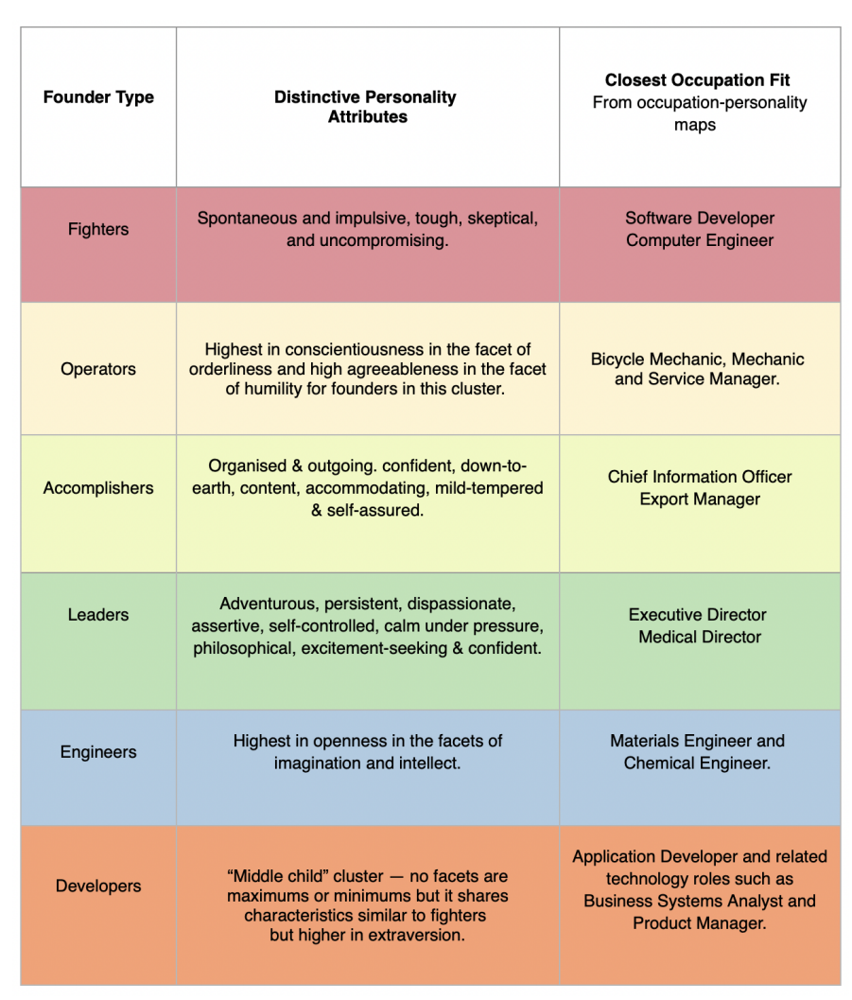 Founder Type
Distinctive Personality
Attributes
Closest Occupation Fit
From occupation-personality
maps
Fighters
Spontaneous and impulsive, tough, skeptical,
and uncompromising.
Software Developer
Computer Engineer
Operators
Highest in conscientiousness in the facet of
orderliness and high agreeableness in the facet
of humility for founders in this cluster.
Bicycle Mechanic, Mechanic
and Service Manager.
Accomplishers
Organised & outgoing. confident, down-to-
earth, content, accommodating, mild-tempered
& self-assured.
Chief Information Officer
Export Manager
Leaders
Adventurous, persistent, dispassionate,
assertive, self-controlled, calm under pressure,
philosophical, excitement-seeking & confident.
Executive Director
Medical Director
Engineers
Highest in openness in the facets of
imagination and intellect.
Materials Engineer and
Chemical Engineer.
Developers
“Middle child” cluster — no facets are
maximums or minimums but it shares
characteristics similar to fighters
but higher in extraversion.
Application Developer and related
technology roles such as
Business Systems Analyst and
Product Manager.